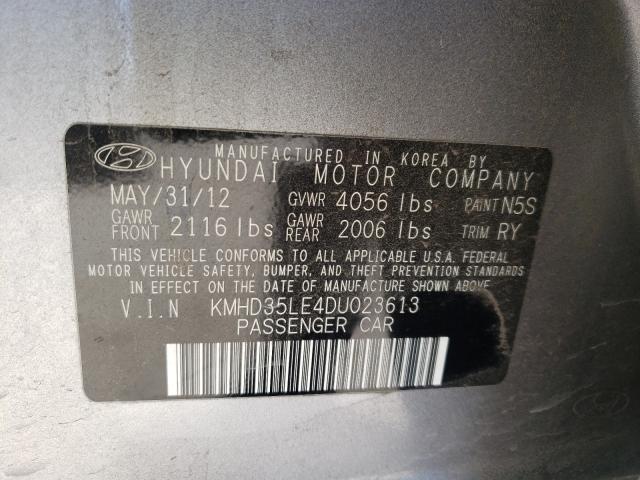 MANUFACTURED IN KOREA BY
HYUNDAI MOTOR COMPANY
MAY/31/12 GVWR 4056 lbs PAINT N5S
GAWR FRONT 2116 lbs GAWR REAR 2006 lbs TRIM RY
THIS VEHICLE CONFORMS TO ALL APPLICABLE U.S.A. FEDERAL
MOTOR VEHICLE SAFETY, BUMPER, AND THEFT PREVENTION STANDARDS
IN EFFECT ON THE DATE OF MANUFACTURE SHOWN ABOVE.
V.I.N KMHD35LE4DU023613
PASSENGER CAR